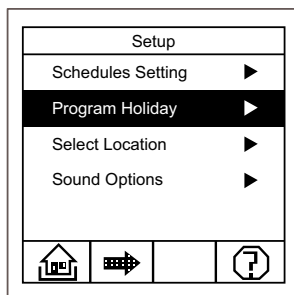 Setup
Schedules Setting
Program Holiday
Select Location
Sound Options
?